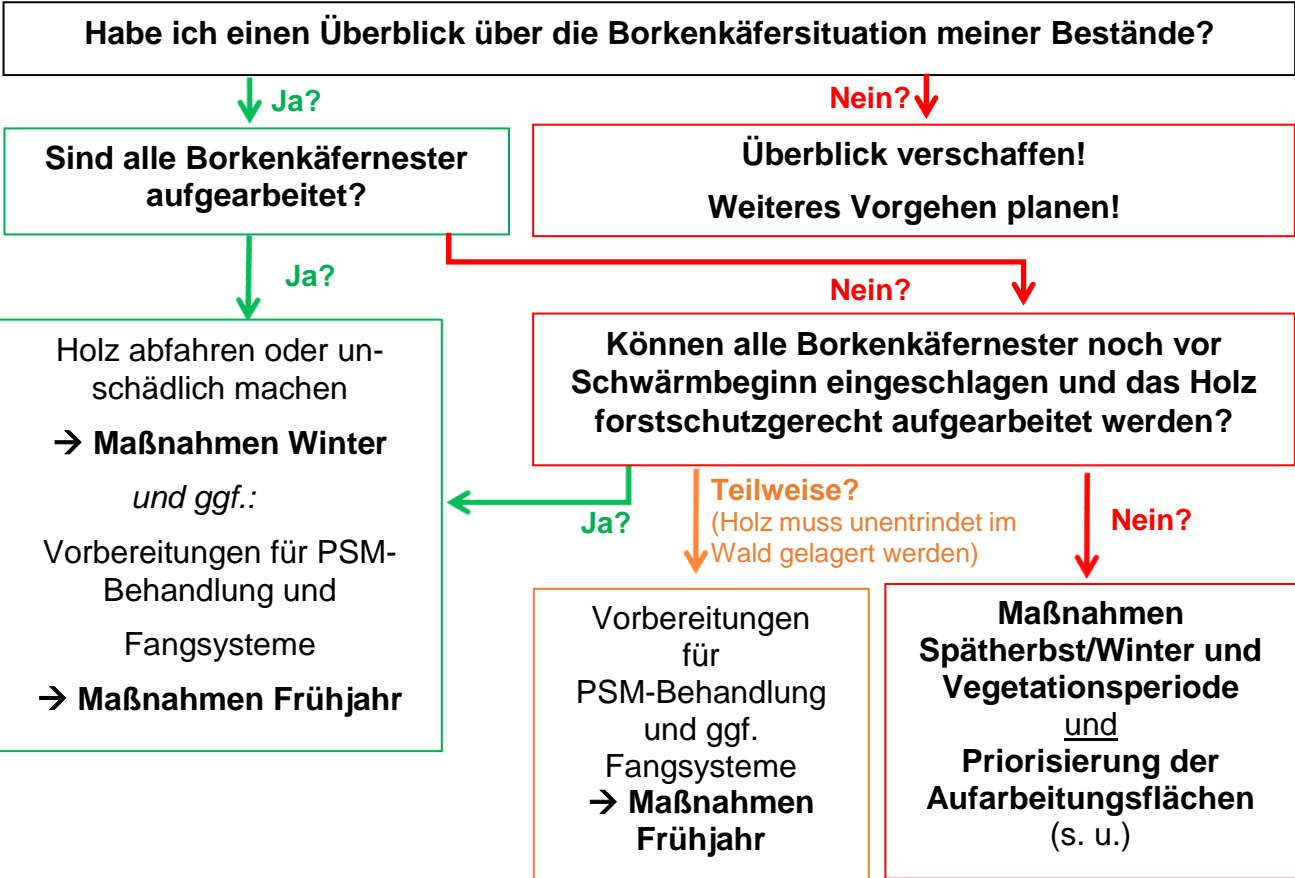 Habe ich einen Überblick über die Borkenkäfersituation meiner Bestände?
Ja?
Nein?
Sind alle Borkenkäfernester
aufgearbeitet?
Überblick verschaffen!
Weiteres Vorgehen planen!
Ja?
Nein?
Holz abfahren oder un-
schädlich machen
→ Maßnahmen Winter
und ggf.:
Vorbereitungen für PSM-
Behandlung und
Fangsysteme
→ Maßnahmen Frühjahr
Können alle Borkenkäfernester noch vor
Schwärmbeginn eingeschlagen und das Holz
forstschutzgerecht aufgearbeitet werden?
Ja?
Teilweise?
(Holz muss unentrindet im
Wald gelagert werden)
Nein?
Vorbereitungen
für
PSM-Behandlung
und ggf.
Fangsysteme
→ Maßnahmen
Frühjahr
Maßnahmen
Spätherbst/Winter und
Vegetationsperiode
und
Priorisierung der
Aufarbeitungsflächen
(s. u.)